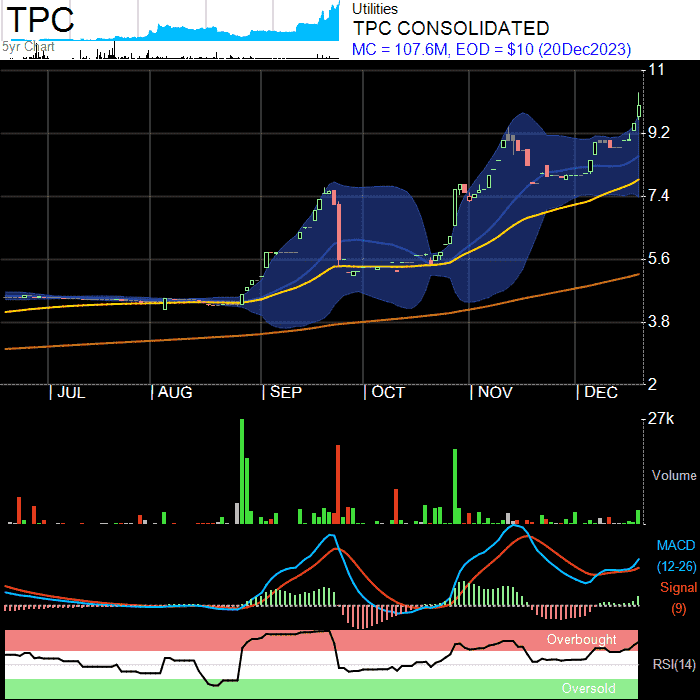 TPC
5yr Chart
Utilities
TPC CONSOLIDATED
MC = 107.6M, EOD = $10 (20Dec2023)
11
9.2
7.4
5.6
3.8
2
JUL AUG SEP OCT NOV DEC
27k
Volume
MACD
(12-26)
Signal
(9)
Overbought
RSI(14)
Oversold